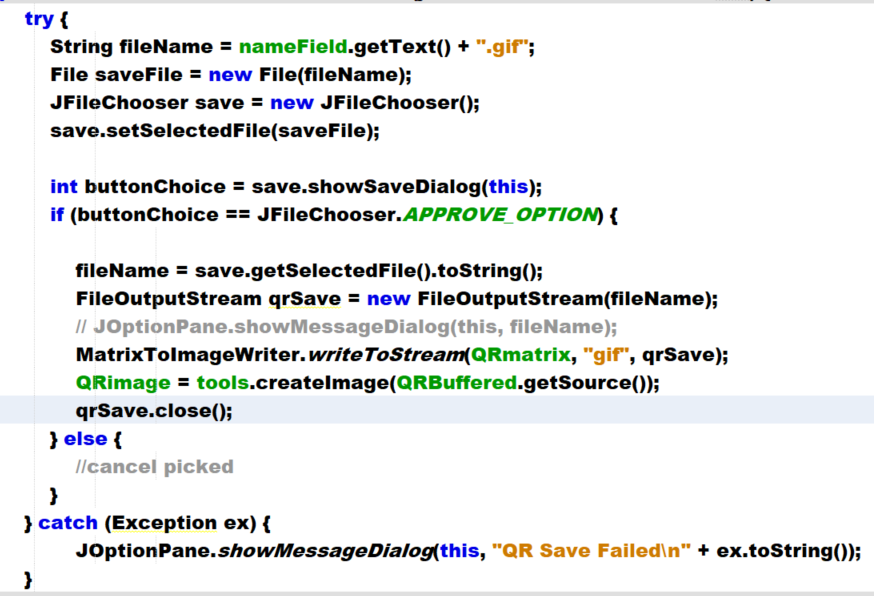 try {
String fileName = nameField.getText() + ".gif";
File saveFile = new File(fileName);
JFileChooser save = new JFileChooser();
save.setSelectedFile(saveFile);
int buttonChoice = save.showSaveDialog(this);
if (buttonChoice == JFileChooser.APPROVE_OPTION) {
fileName = save.getSelectedFile().toString();
FileOutputStream qrSave = new FileOutputStream(fileName);
// JOptionPane.showMessageDialog(this, fileName);
MatrixToImageWriter.writeToStream(QRmatrix, "gif", qrSave);
QRimage = tools.createImage(QRBuffered.getSource());
qrSave.close();
} else {
//cancel picked
}
} catch (Exception ex) {
JOptionPane.showMessageDialog(this, "QR Save Failed\n" + ex.toString());
}